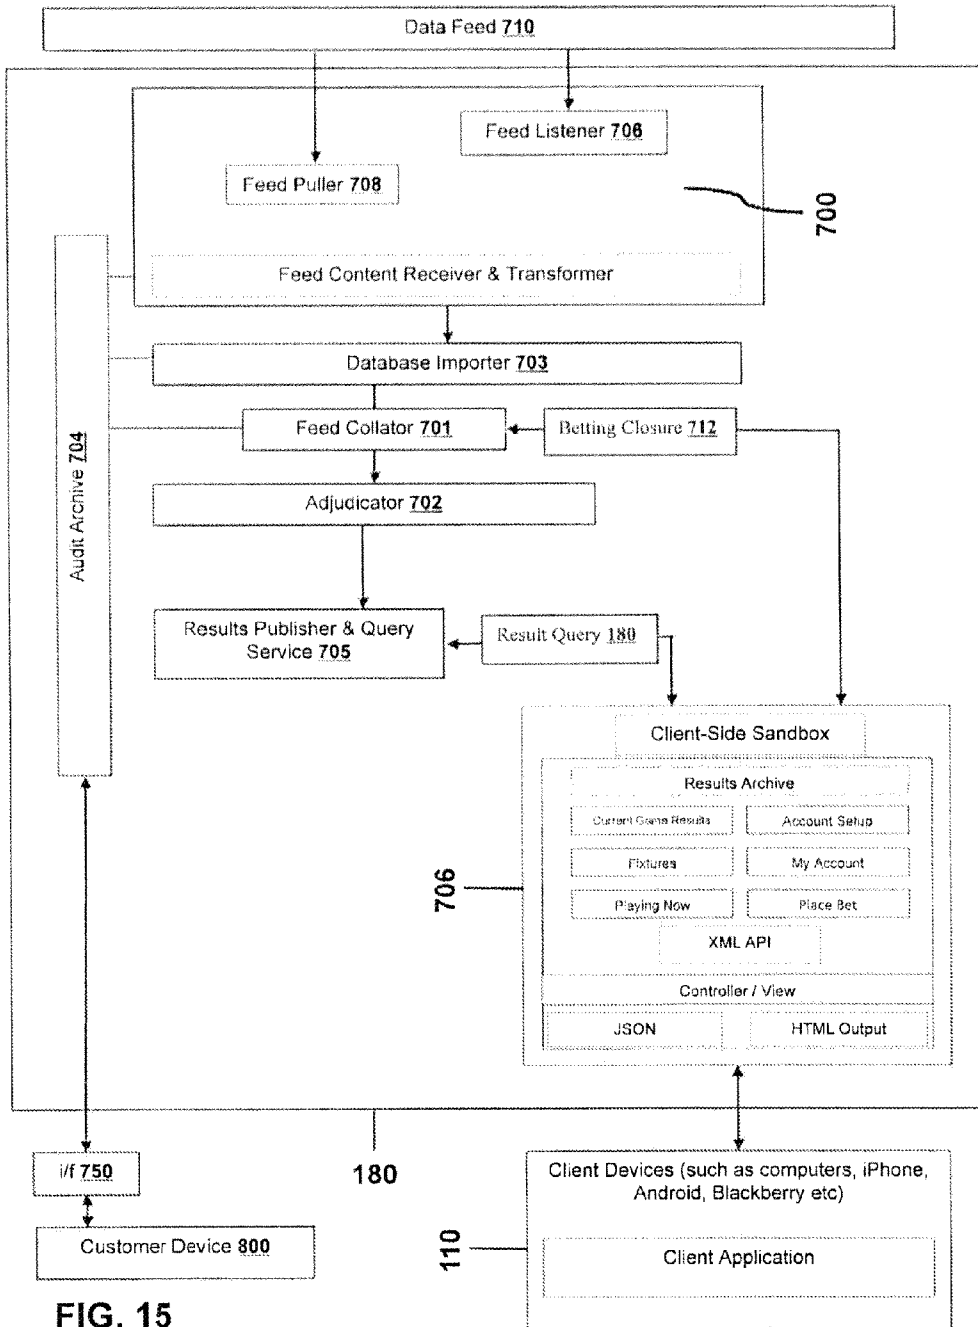 Data Feed 710
Feed Listener 706
Feed Puller 708
700
Feed Content Receiver & Transformer
Database Importer 703
Feed Collator 701
Betting Closure 712
Audit Archive 704
Adjudicator 702
Results Publisher & Query
Service 705
Result Query 180
Client-Side Sandbox
Results Archive
Current Game Results
Account Setup
Fixtures
My Account
706
Playing Now
Place Bet
XML API
Controller / View
JSON
HTML Output
i/f 750
180
Client Devices (such as computers, iPhone,
Android, Blackberry etc)
Customer Device 800
110
Client Application
FIG. 15